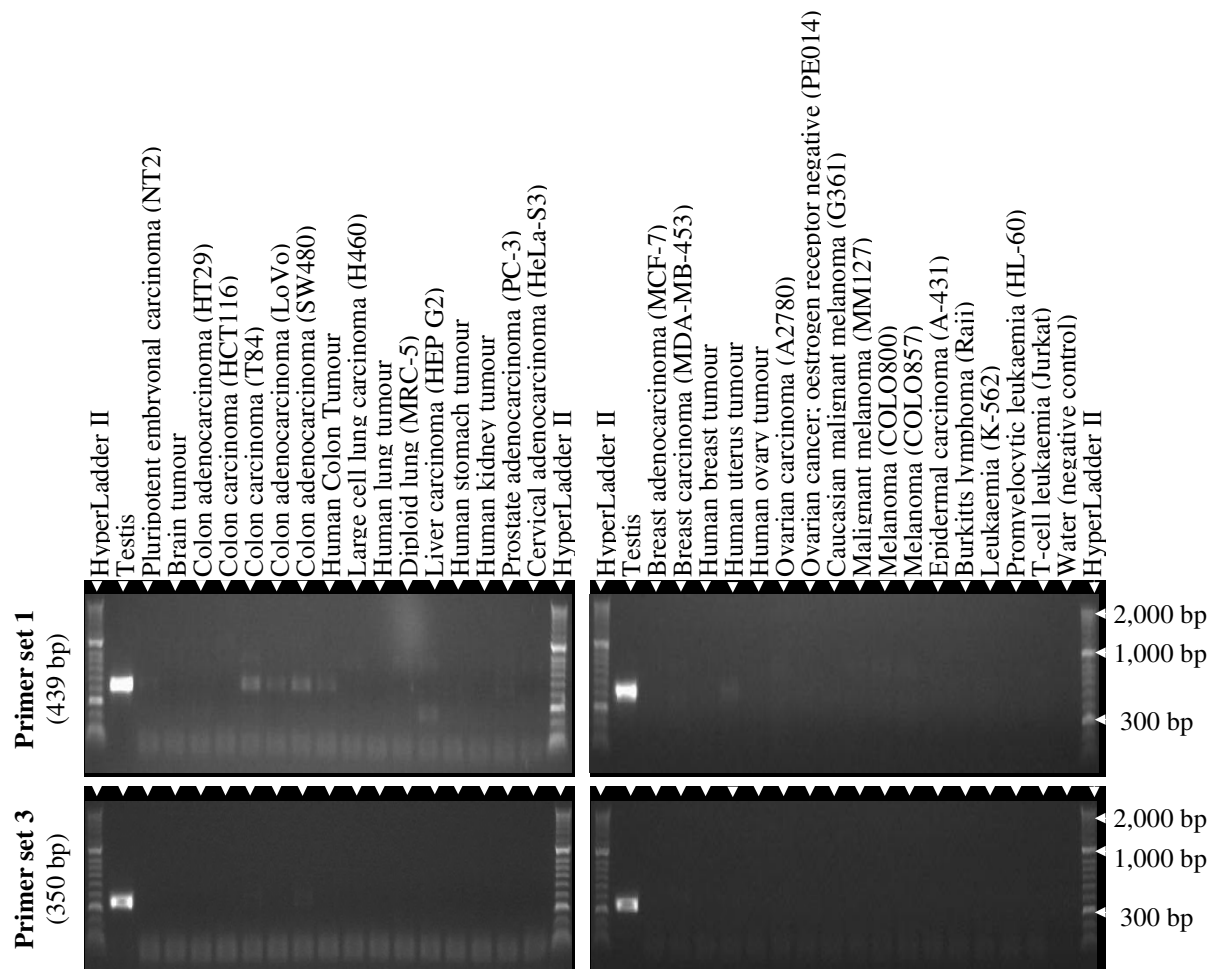 HyperLadder II
Testis
Pluripotent embryonal carcinoma (NT2)
Brain tumour
Colon adenocarcinoma (HT29)
Colon carcinoma (HCT116)
Colon carcinoma (T84)
Colon adenocarcinoma (LoVo)
Colon adenocarcinoma (SW480)
Human Colon Tumour
Large cell lung carcinoma (H460)
Human lung tumour
Diploid lung (MRC-5)
Liver carcinoma (HEP G2)
Human stomach tumour
Human kidney tumour
Prostate adenocarcinoma (PC-3)
Cervical adenocarcinoma (HeLa-S3)
HyperLadder II
HyperLadder II
Testis
Breast adenocarcinoma (MCF-7)
Breast carcinoma (MDA-MB-453)
Human breast tumour
Human uterus tumour
Human ovary tumour
Ovarian carcinoma (A2780)
Ovarian cancer; oestrogen receptor negative (PE014)
Caucasian malignant melanoma (G361)
Malignant melanoma (MM127)
Melanoma (COLO800)
Melanoma (COLO857)
Epidermal carcinoma (A-431)
Burkitts lymphoma (Raji)
Leukaemia (K-562)
Promyelocytic leukaemia (HL-60)
T-cell leukaemia (Jurkat)
Water (negative control)
HyperLadder II
Primer set 1
(439 bp)
2,000 bp
1,000 bp
300 bp
Primer set 3
(350 bp)
2,000 bp
1,000 bp
300 bp